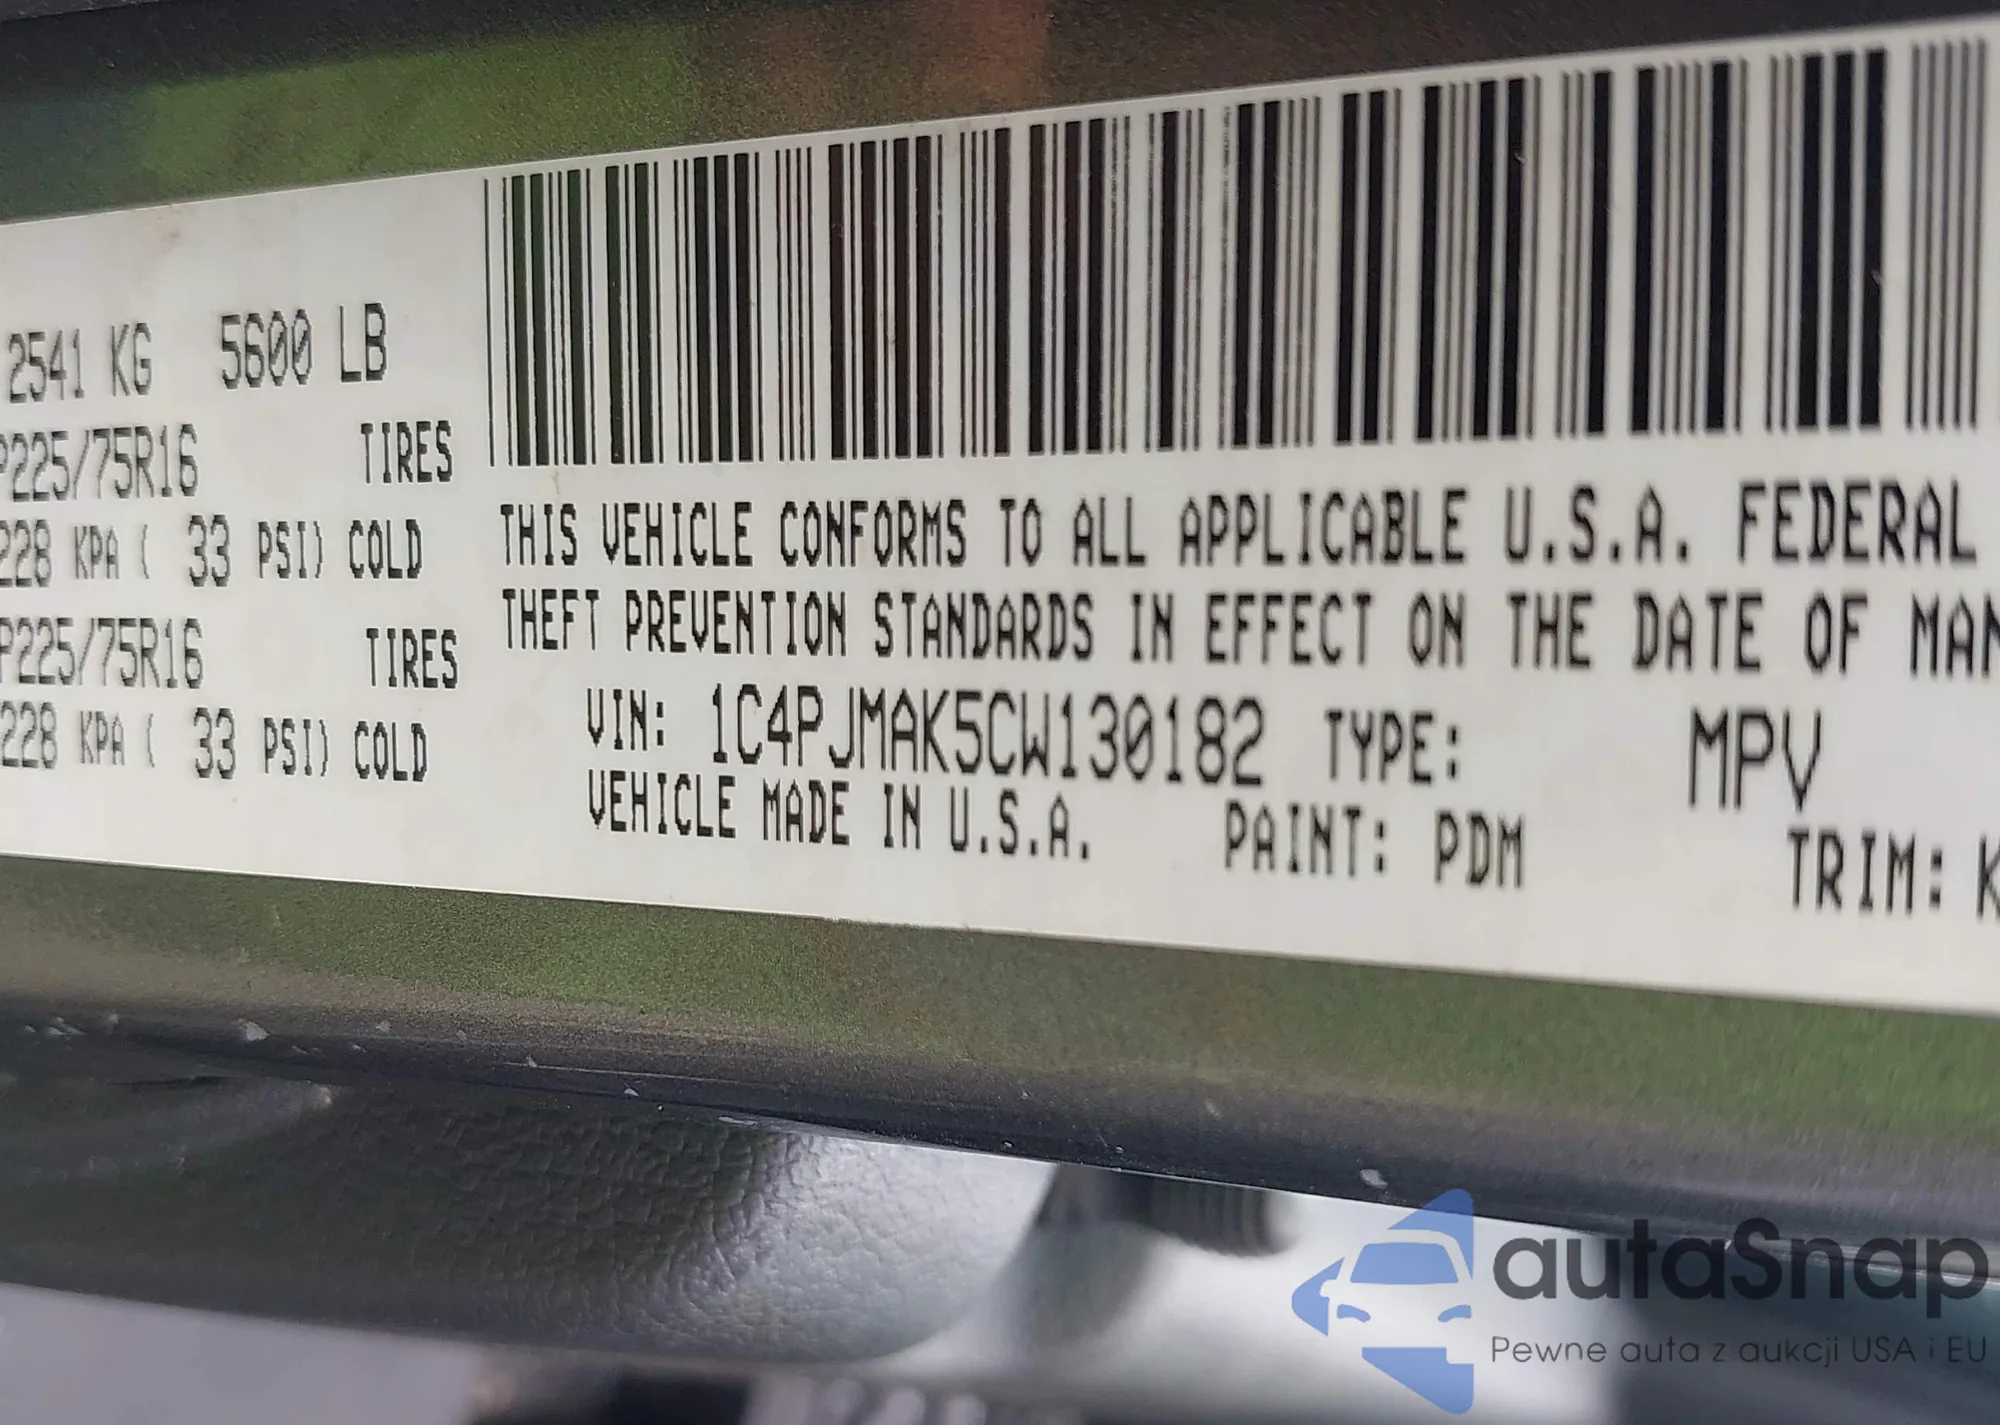 2541 KG 5600 LB
P225/75R16 TIRES
228 KPA ( 33 PSI) COLD
P225/75R16 TIRES
228 KPA ( 33 PSI) COLD
THIS VEHICLE CONFORMS TO ALL APPLICABLE U.S.A. FEDERAL
THEFT PREVENTION STANDARDS IN EFFECT ON THE DATE OF MAN
VIN: 1C4PJMAK5CW130182 TYPE: MPV
VEHICLE MADE IN U.S.A. PAINT: PDM TRIM: K
autaSnap
Pewne auta z aukcji USA i EU